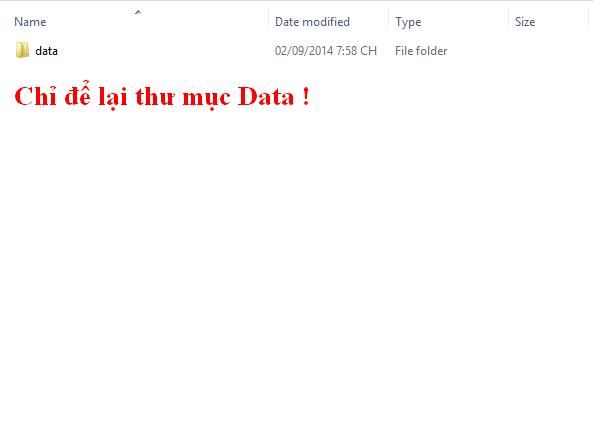 Name Date modified Type Size
data 02/09/2014 7:58 CH File folder
Chỉ để lại thư mục Data !